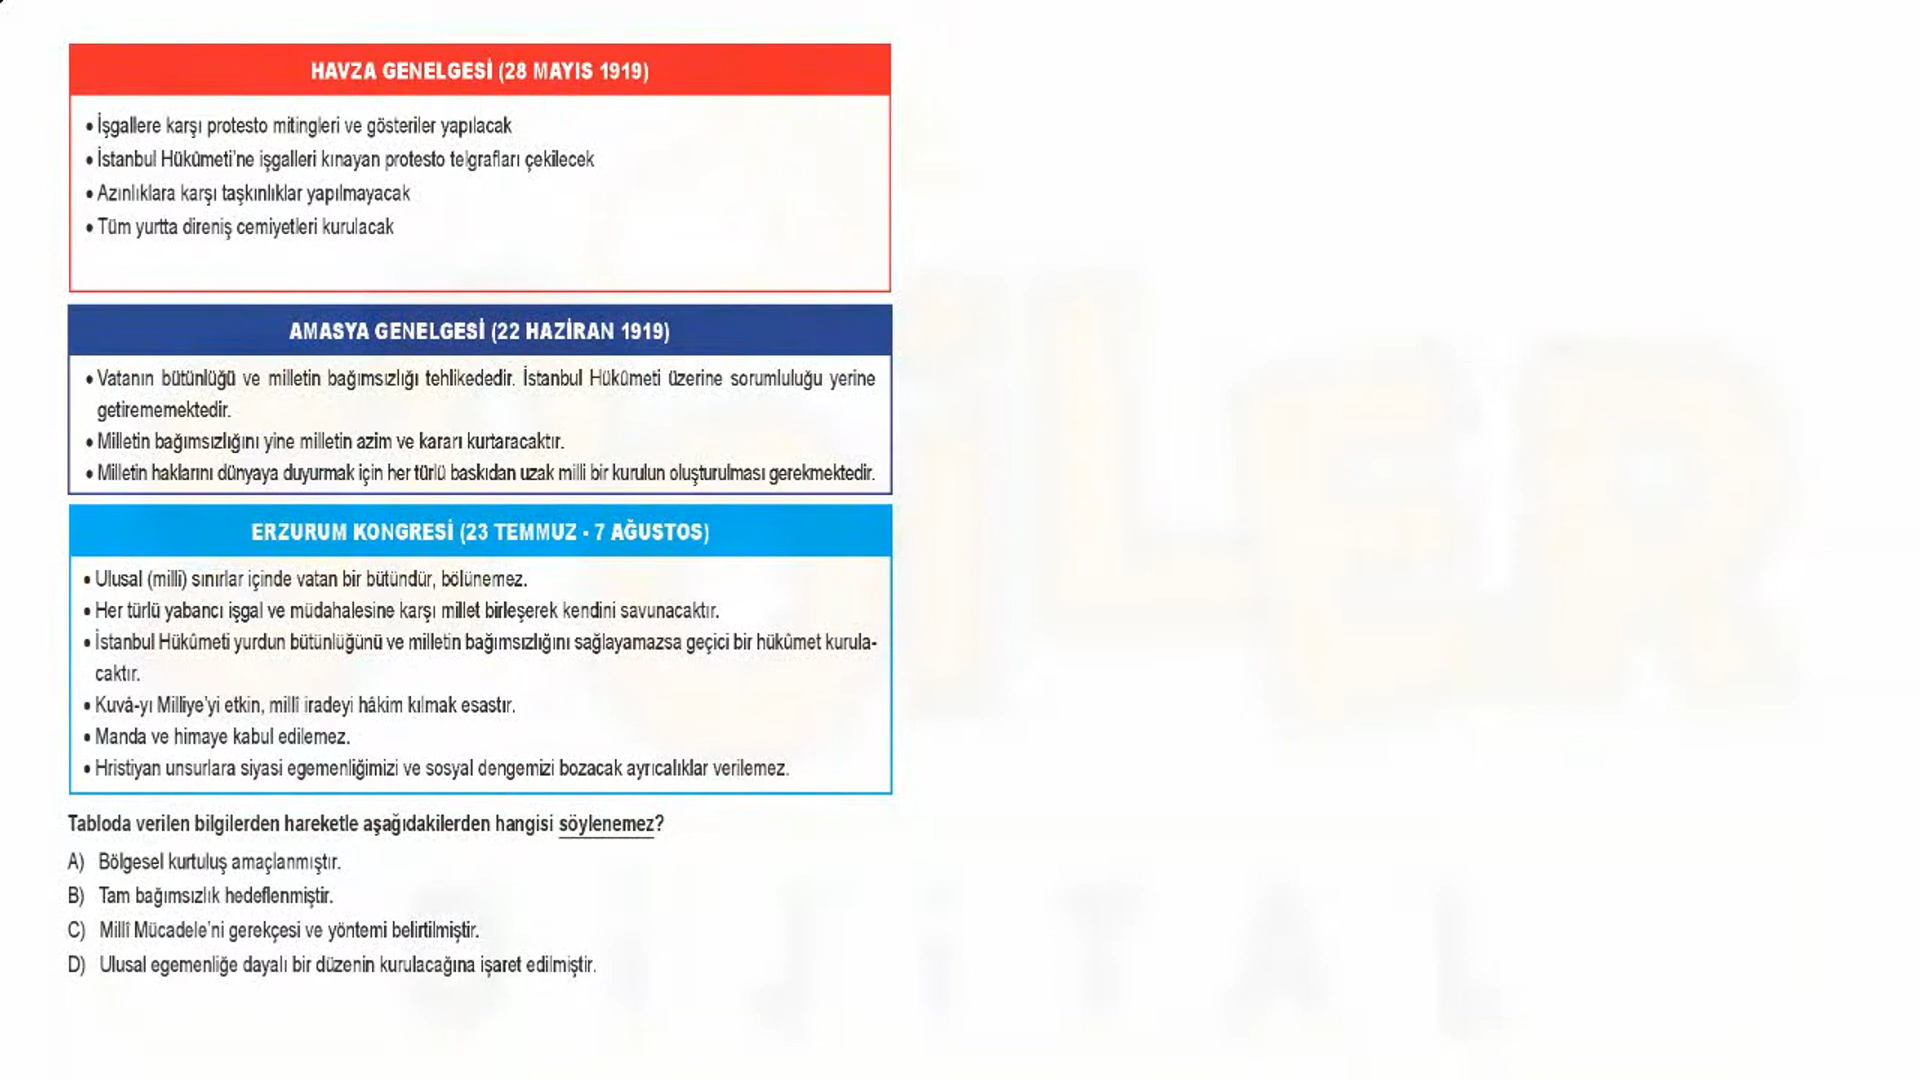 HAVZA GENELGESİ (28 MAYIS 1919)
• İşgallere karşı protesto mitingleri ve gösteriler yapılacak
• İstanbul Hükûmeti'ne işgalleri kınayan protesto telgrafları çekilecek
• Azınlıklara karşı taşkınlıklar yapılmayacak
• Tüm yurtta direniş cemiyetleri kurulacak
AMASYA GENELGESİ (22 HAZİRAN 1919)
• Vatanın bütünlüğü ve milletin bağımsızlığı tehlikededir. İstanbul Hükûmeti üzerine sorumluluğu yerine
getirememektedir.
• Milletin bağımsızlığını yine milletin azim ve kararı kurtaracaktır.
• Milletin haklarını dünyaya duyurmak için her türlü baskıdan uzak milli bir kurulun oluşturulması gerekmektedir.
ERZURUM KONGRESİ (23 TEMMUZ - 7 AĞUSTOS)
• Ulusal (milli) sınırlar içinde vatan bir bütündür, bölünemez.
• Her türlü yabancı işgal ve müdahalesine karşı millet birleşerek kendini savunacaktır.
• İstanbul Hükûmeti yurdun bütünlüğünü ve milletin bağımsızlığını sağlayamazsa geçici bir hükûmet kurula-
caktır.
• Kuvâ-yı Milliye'yi etkin, millî iradeyi hâkim kılmak esastır.
• Manda ve himaye kabul edilemez.
• Hristiyan unsurlara siyasi egemenliğimizi ve sosyal dengemizi bozacak ayrıcalıklar verilemez.
Tabloda verilen bilgilerden hareketle aşağıdakilerden hangisi söylenemez?
A) Bölgesel kurtuluş amaçlanmıştır.
B) Tam bağımsızlık hedeflenmiştir.
C) Millî Mücadele'ni gerekçesi ve yöntemi belirtilmiştir.
D) Ulusal egemenliğe dayalı bir düzenin kurulacağına işaret edilmiştir.
DİJİTAL